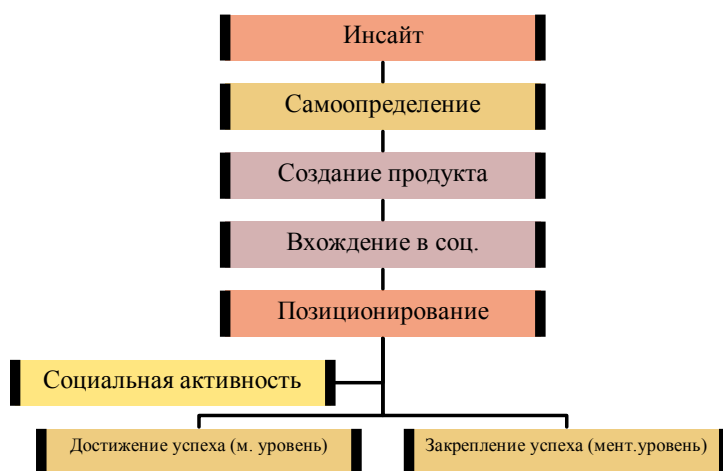 Инсайт
Самоопределение
Создание продукта
Вхождение в соц.
Позиционирование
Социальная активность
Достижение успеха (м. уровень)
Закрепление успеха (мент.уровень)